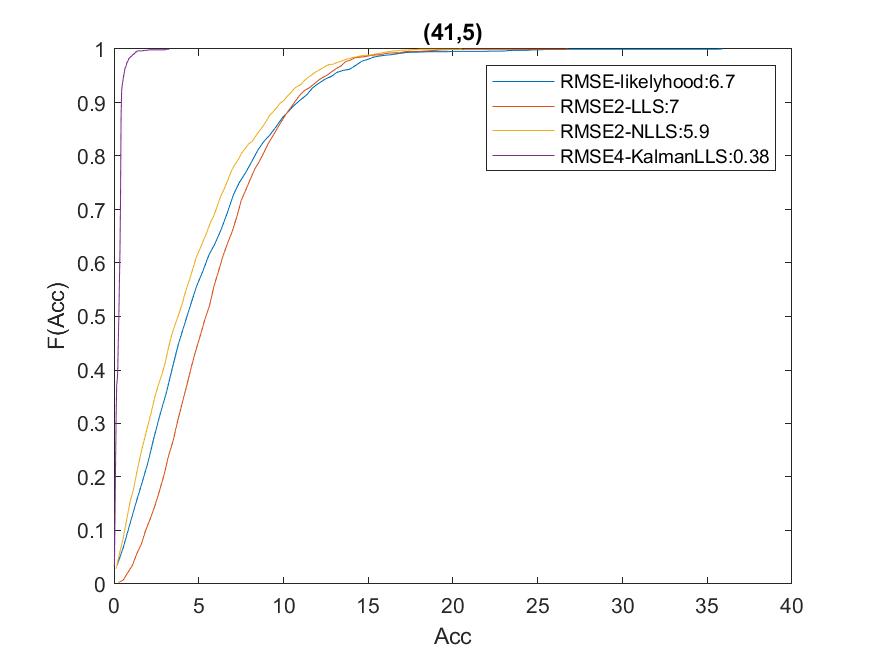 (41,5)
1
0.9
0.8
0.7
0.6
0.5
0.4
0.3
0.2
0.1
0
F(Acc)
RMSE-likelyhood:6.7
RMSE2-LLS:7
RMSE2-NLLS:5.9
RMSE4-KalmanLLS:0.38
0 5 10 15 20 25 30 35 40
Acc